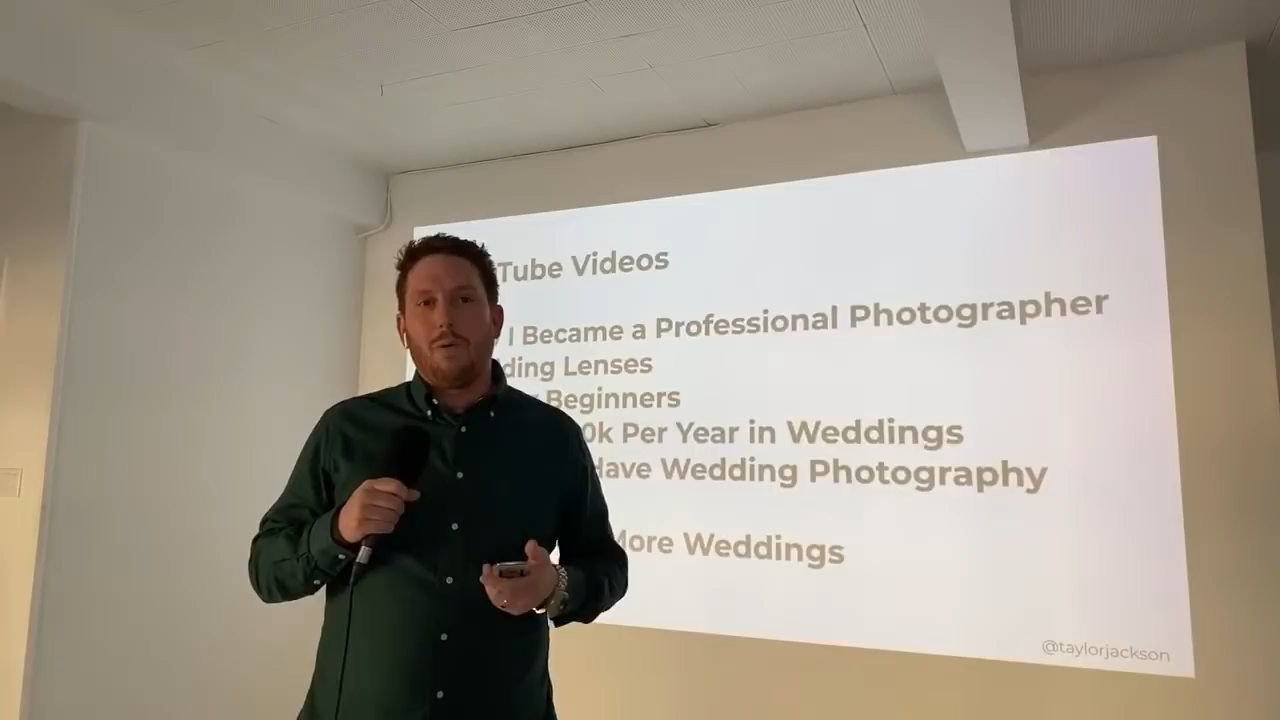 Tube Videos
I Became a Professional Photographer
ding Lenses
Beginners
0k Per Year in Weddings
Have Wedding Photography
More Weddings
@taylorjackson